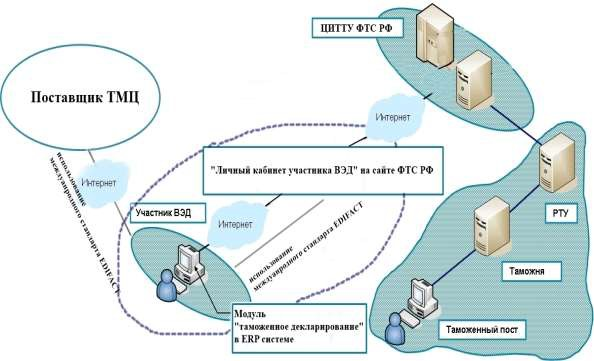 ЦИТТУ ФТС РФ
Поставщик ТМЦ
Интернет
использование
международного стандарта EDIFACT
Интернет
"Личный кабинет участника ВЭД" на сайте ФТС РФ
Участник ВЭД
Интернет
РТУ
использование
международного стандарта EDIFACT
Таможня
Модуль
"таможенное декларирование"
в ERP системе
Таможенный пост